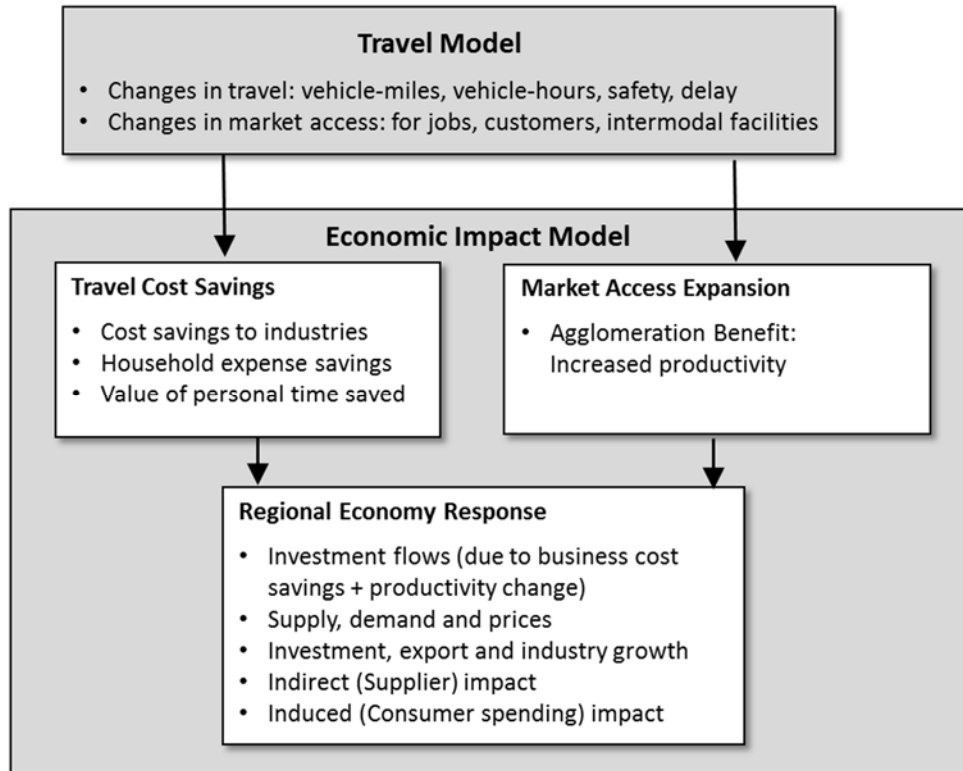 Travel Model
• Changes in travel: vehicle-miles, vehicle-hours, safety, delay
• Changes in market access: for jobs, customers, intermodal facilities
Economic Impact Model
Travel Cost Savings
• Cost savings to industries
• Household expense savings
• Value of personal time saved
Market Access Expansion
• Agglomeration Benefit:
Increased productivity
Regional Economy Response
• Investment flows (due to business cost
savings + productivity change)
• Supply, demand and prices
• Investment, export and industry growth
• Indirect (Supplier) impact
• Induced (Consumer spending) impact